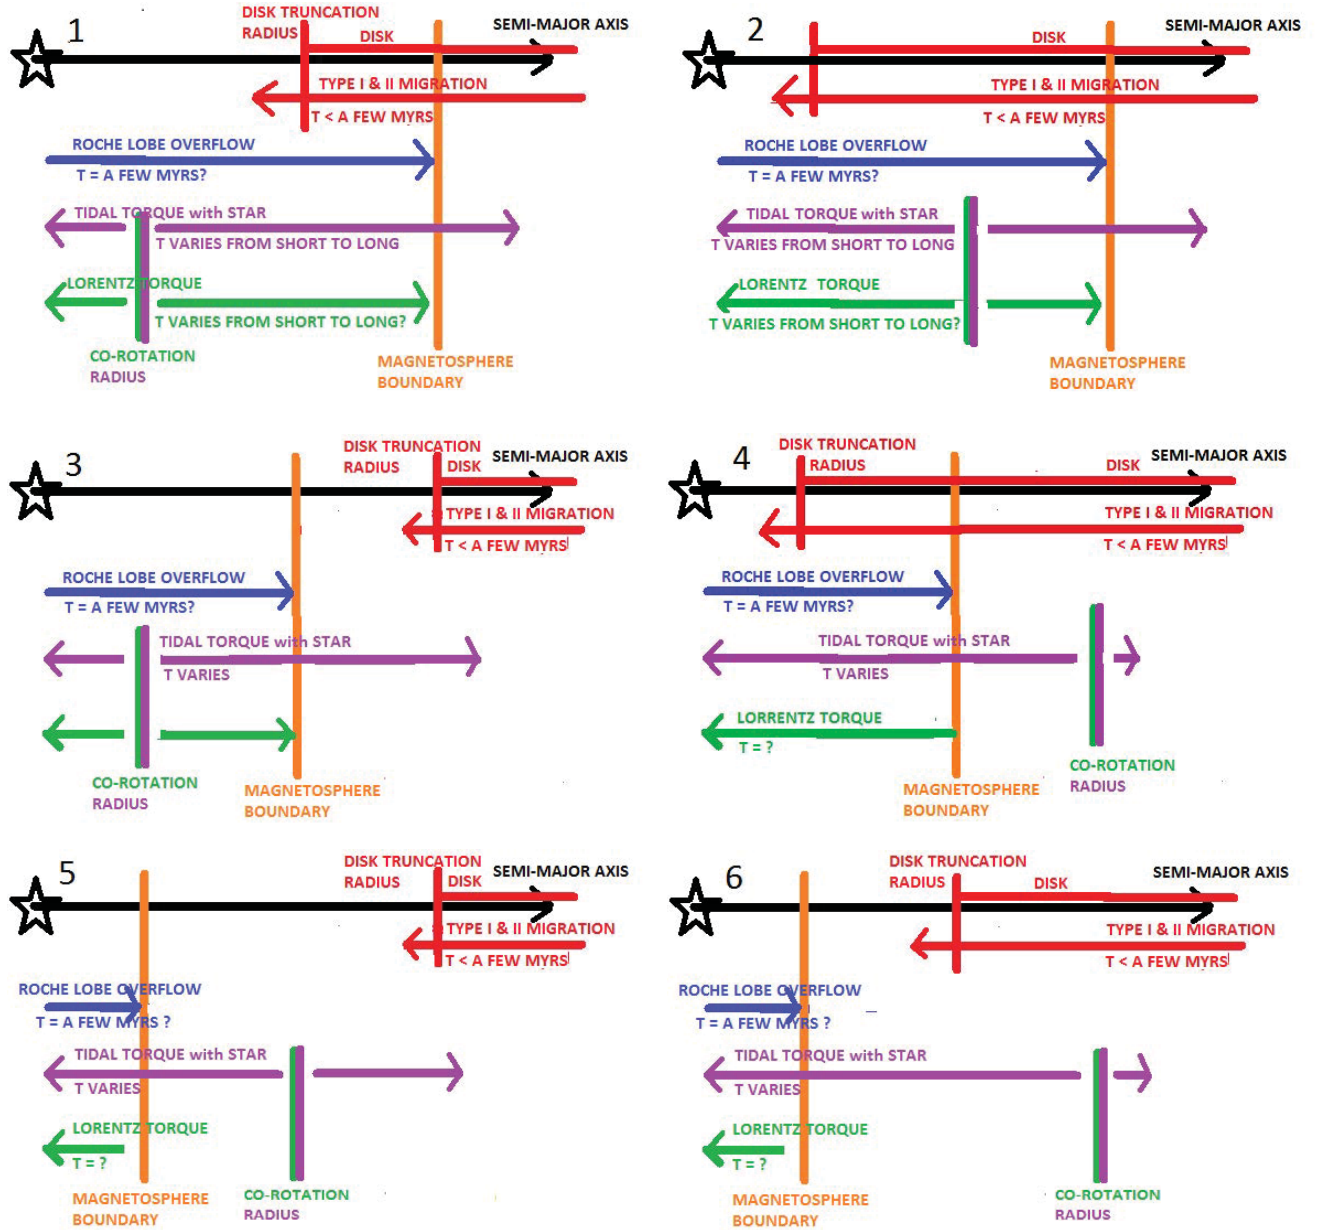 1
DISK TRUNCATION
RADIUS
DISK
SEMI-MAJOR AXIS
TYPE I & II MIGRATION
T < A FEW MYRS
ROCHE LOBE OVERFLOW
T = A FEW MYRS?
TIDAL TORQUE with STAR
T VARIES FROM SHORT TO LONG
LORENTZ TORQUE
T VARIES FROM SHORT TO LONG?
CO-ROTATION
RADIUS
MAGNETOSPHERE
BOUNDARY
2
DISK
SEMI-MAJOR AXIS
TYPE I & II MIGRATION
T < A FEW MYRS
ROCHE LOBE OVERFLOW
T = A FEW MYRS?
TIDAL TORQUE with STAR
T VARIES FROM SHORT TO LONG
LORENTZ TORQUE
T VARIES FROM SHORT TO LONG?
MAGNETOSPHERE
BOUNDARY
3
DISK TRUNCATION
RADIUS
DISK
SEMI-MAJOR AXIS
TYPE I & II MIGRATION
T < A FEW MYRS
ROCHE LOBE OVERFLOW
T = A FEW MYRS?
TIDAL TORQUE with STAR
T VARIES
CO-ROTATION
RADIUS
MAGNETOSPHERE
BOUNDARY
4
DISK TRUNCATION
RADIUS
DISK
SEMI-MAJOR AXIS
TYPE I & II MIGRATION
T < A FEW MYRS
ROCHE LOBE OVERFLOW
T = A FEW MYRS?
TIDAL TORQUE with STAR
T VARIES
LORRENTZ TORQUE
T = ?
CO-ROTATION
RADIUS
MAGNETOSPHERE
BOUNDARY
5
DISK TRUNCATION
RADIUS
DISK
SEMI-MAJOR AXIS
TYPE I & II MIGRATION
T < A FEW MYRS
ROCHE LOBE OVERFLOW
T = A FEW MYRS ?
TIDAL TORQUE with STAR
T VARIES
LORENTZ TORQUE
T = ?
MAGNETOSPHERE
BOUNDARY
CO-ROTATION
RADIUS
6
DISK TRUNCATION
RADIUS
DISK
SEMI-MAJOR AXIS
TYPE I & II MIGRATION
T < A FEW MYRS
ROCHE LOBE OVERFLOW
T = A FEW MYRS ?
TIDAL TORQUE with STAR
T VARIES
LORENTZ TORQUE
T = ?
MAGNETOSPHERE
BOUNDARY
CO-ROTATION
RADIUS